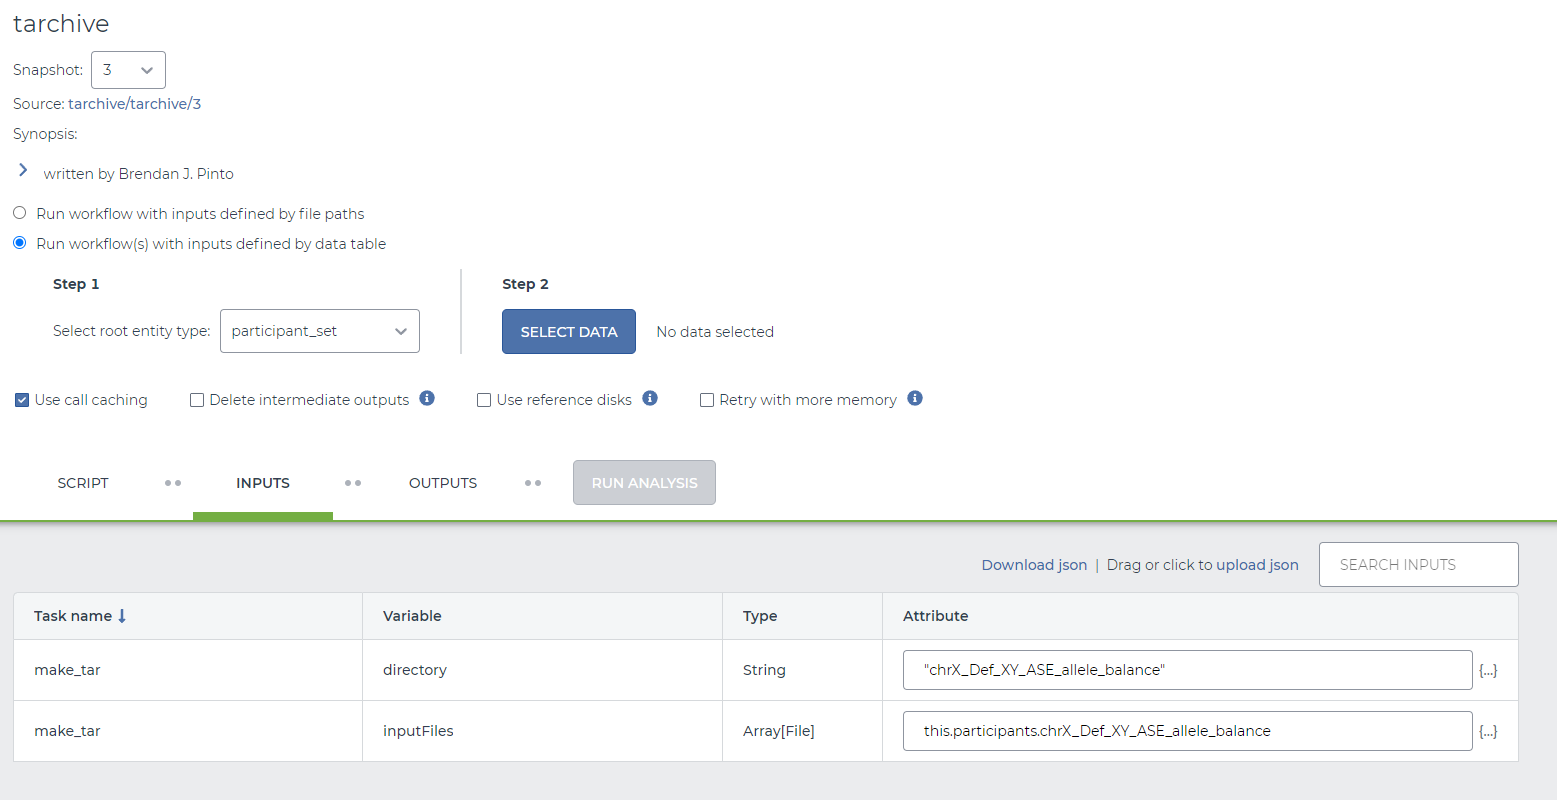 tarchive
Snapshot: 3
Source: tarchive/tarchive/3
Synopsis:
written by Brendan J. Pinto
Run workflow with inputs defined by file paths
Run workflow(s) with inputs defined by data table
Step 1
Step 2
Select root entity type: participant_set
SELECT DATA No data selected
Use call caching Delete intermediate outputs i Use reference disks i Retry with more memory i
SCRIPT INPUTS OUTPUTS RUN ANALYSIS
Download json | Drag or click to upload json SEARCH INPUTS
Task name Variable Type Attribute
make_tar directory String "chrX_Def_XY_ASE_allele_balance" {...}
make_tar inputFiles Array[File] this.participants.chrX_Def_XY_ASE_allele_balance {...}